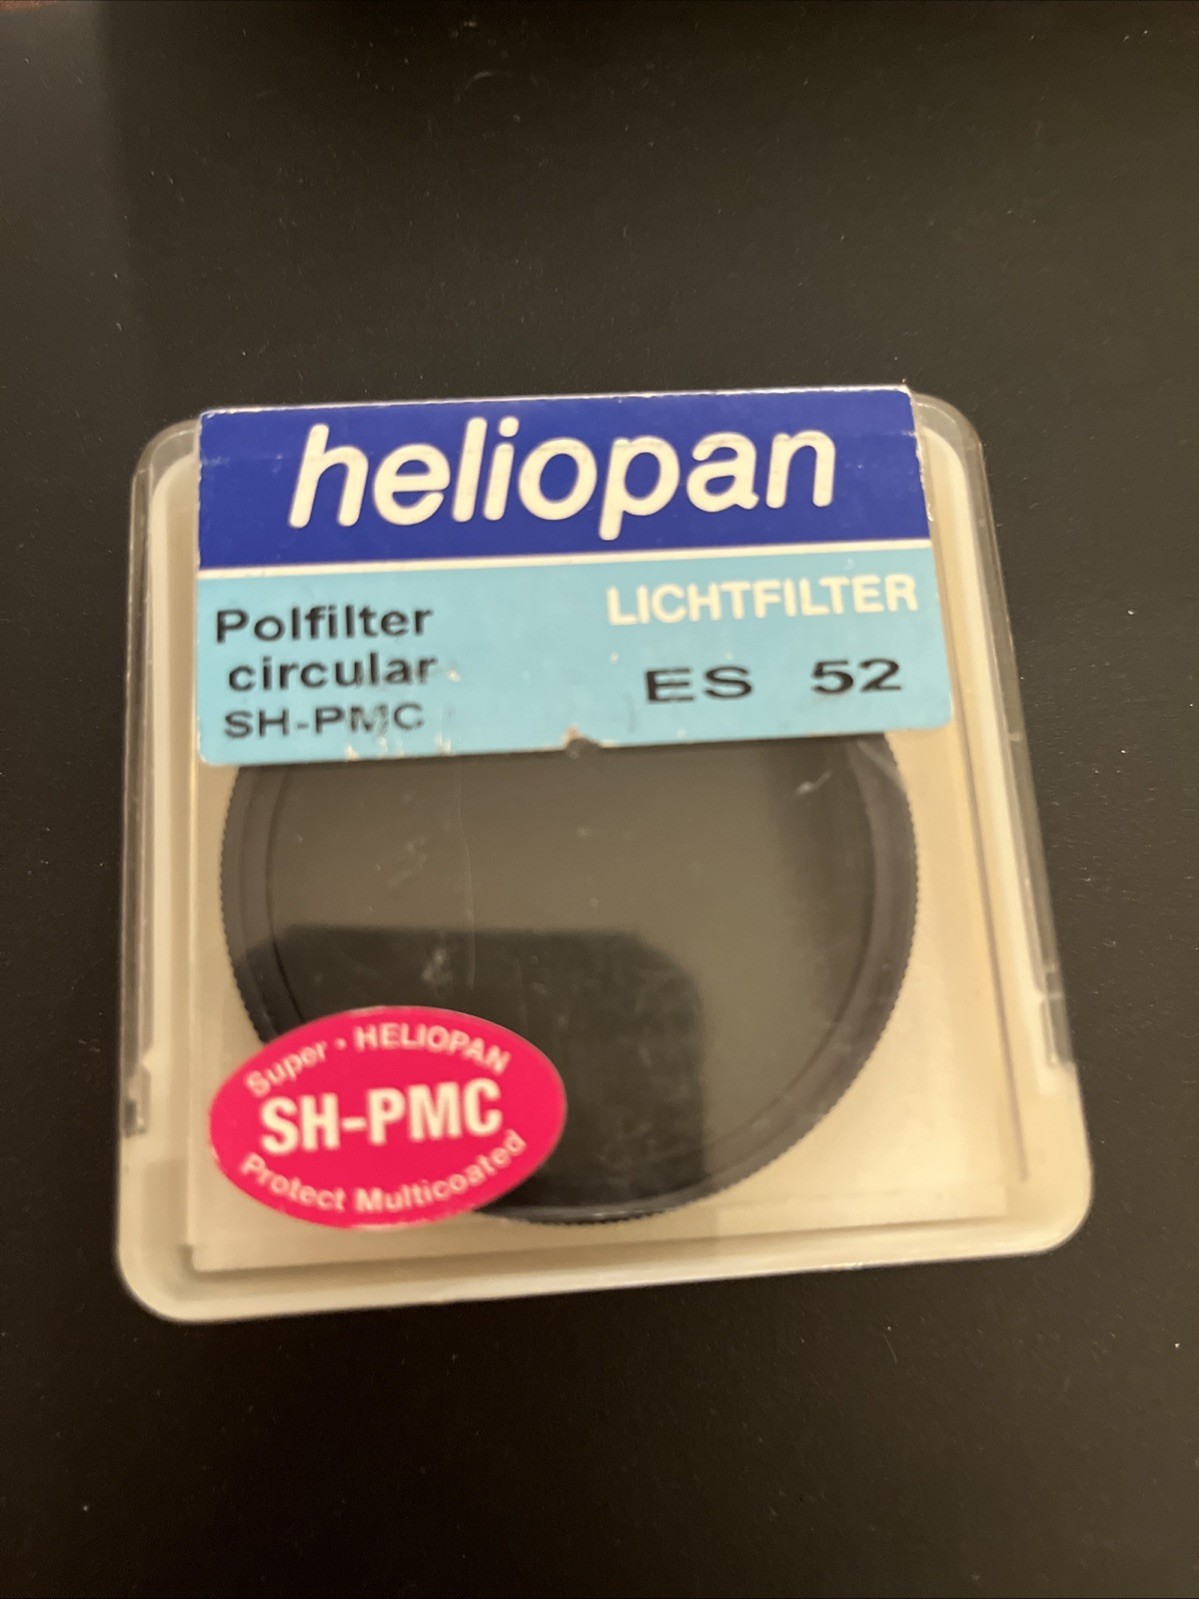 heliopan
LICHTFILTER
Polfilter
circular
SH-PMC
ES 52
Super · HELIOPAN
SH-PMC
Protect Multicoated